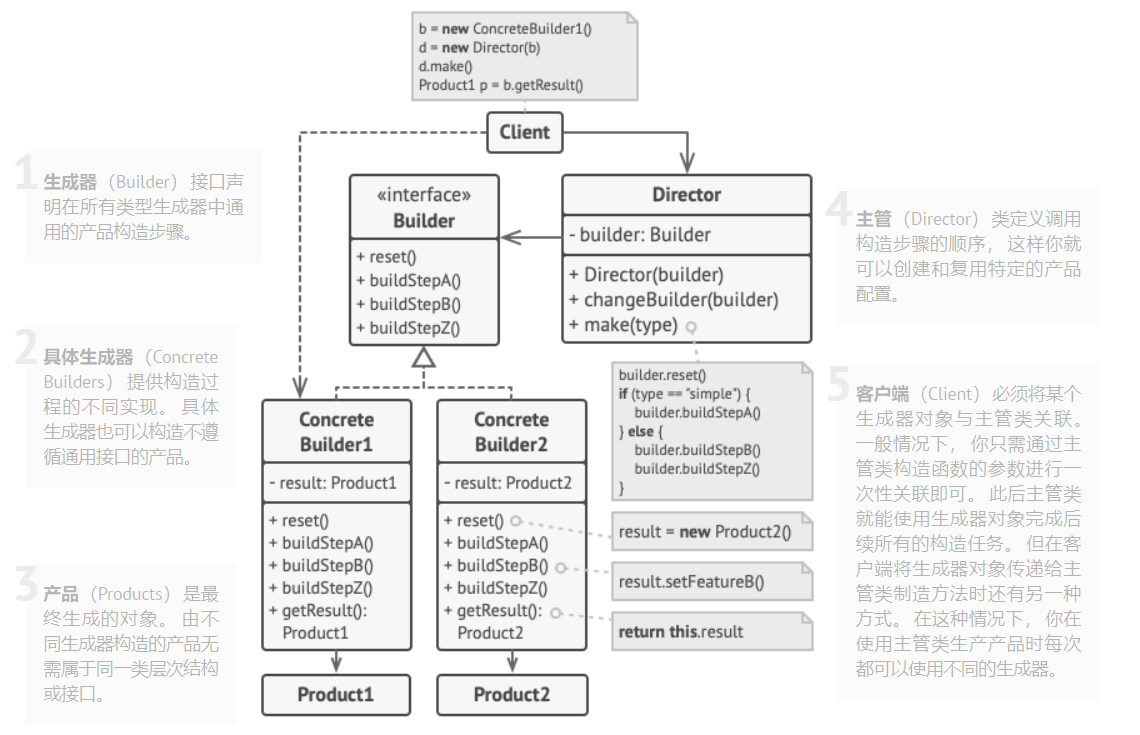 b = new ConcreteBuilder1()
d = new Director(b)
d.make()
Product1 p = b.getResult()
Client
1
生成器（Builder） 接口声
明在所有类型生成器中通
用的产品构造步骤。
«interface»
Builder
+ reset()
+ buildStepA()
+ buildStepB()
+ buildStepZ()
Director
- builder: Builder
+ Director(builder)
+ changeBuilder(builder)
+ make(type)
4
主管（Director） 类定义调用
构造步骤的顺序， 这样你就
可以创建和复用特定的产品
配置。
2
具体生成器（Concrete
Builders） 提供构造过
程的不同实现。 具体
生成器也可以构造不遵
循通用接口的产品。
Concrete
Builder1
- result: Product1
+ reset()
+ buildStepA()
+ buildStepB()
+ buildStepZ()
+ getResult():
Product1
Concrete
Builder2
- result: Product2
+ reset()
+ buildStepA()
+ buildStepB()
+ buildStepZ()
+ getResult():
Product2
builder.reset()
if (type == "simple") {
builder.buildStepA()
} else {
builder.buildStepB()
builder.buildStepZ()
}
result = new Product2()
result.setFeatureB()
return this.result
5
客户端（Client） 必须将某个
生成器对象与主管类关联。
一般情况下， 你只需通过主
管类构造函数的参数进行一
次性关联即可。 此后主管类
就能使用生成器对象完成后
续所有的构造任务。 但在客
户端将生成器对象传递给主
管类制造方法时还有另一种
方式。 在这种情况下， 你在
使用主管类生产产品时每次
都可以使用不同的生成器。
3
产品（Products） 是最
终生成的对象。 由不
同生成器构造的产品无
需属于同一类层次结构
或接口。
Product1
Product2